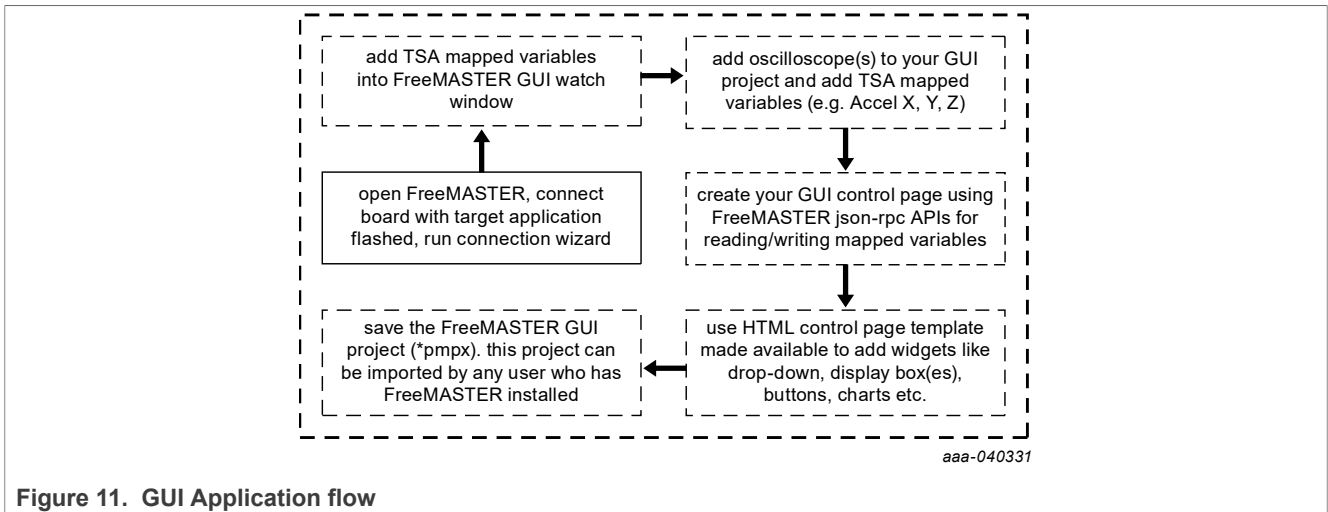 add TSA mapped variables
into FreeMASTER GUI watch
window
add oscilloscope(s) to your GUI
project and add TSA mapped
variables (e.g. Accel X, Y, Z)
open FreeMASTER, connect
board with target application
flashed, run connection wizard
create your GUI control page using
FreeMASTER json-rpc APIs for
reading/writing mapped variables
save the FreeMASTER GUI
project (*pmpx). this project can
be imported by any user who has
FreeMASTER installed
use HTML control page template
made available to add widgets like
drop-down, display box(es),
buttons, charts etc.
aaa-040331
Figure 11. GUI Application flow